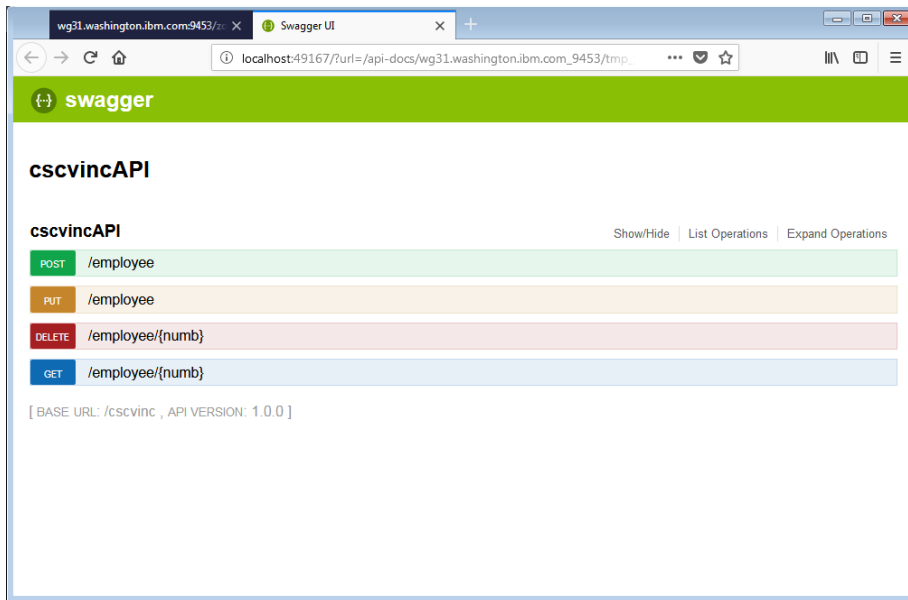 wg31.washington.ibm.com:9453/zc
Swagger UI
localhost:49167/?url=/api-docs/wg31.washington.ibm.com_9453/tmp_
swagger
cscvincAPI
cscvincAPI Show/Hide List Operations Expand Operations
POST /employee
PUT /employee
DELETE /employee/{numb}
GET /employee/{numb}
[ BASE URL: /cscvinc , API VERSION: 1.0.0 ]